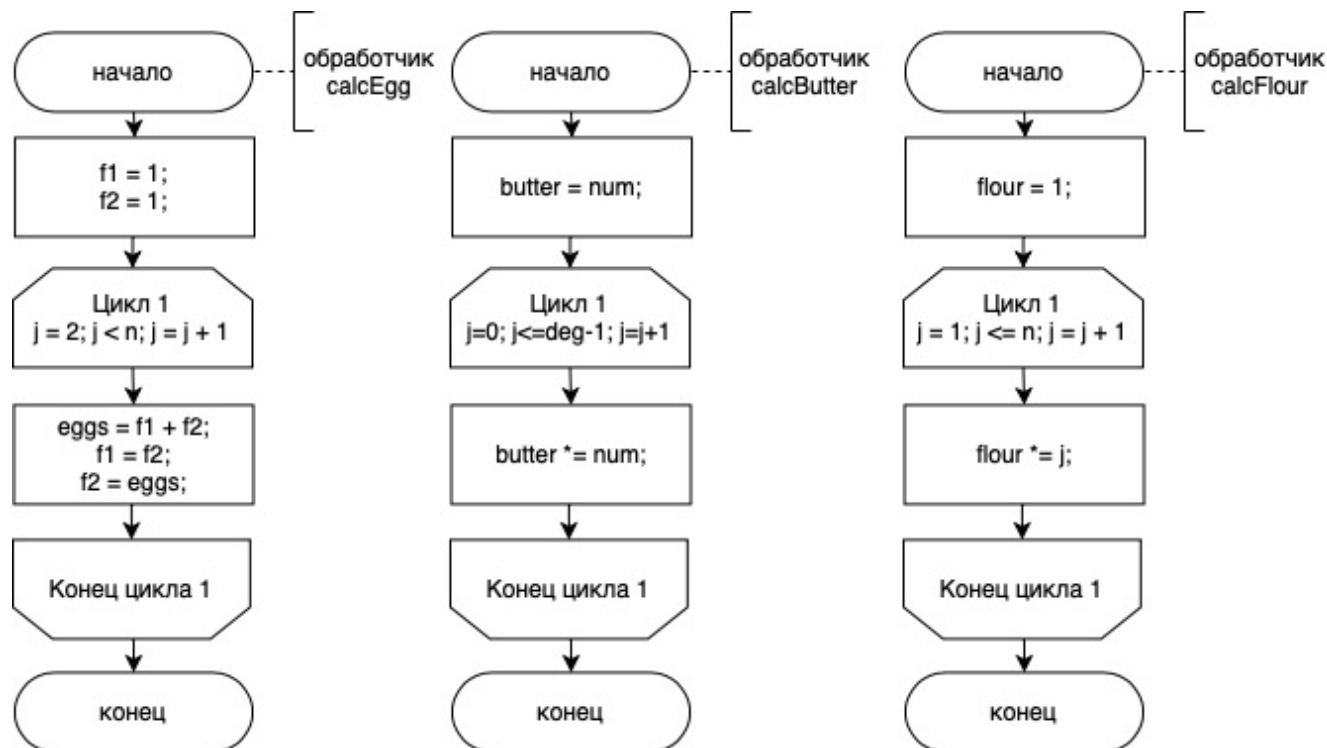 начало
обработчик
calcEgg
f1 = 1;
f2 = 1;
Цикл 1
j = 2; j < n; j = j + 1
eggs = f1 + f2;
f1 = f2;
f2 = eggs;
Конец цикла 1
конец
начало
обработчик
calcButter
butter = num;
Цикл 1
j=0; j<=deg-1; j=j+1
butter *= num;
Конец цикла 1
конец
начало
обработчик
calcFlour
flour = 1;
Цикл 1
j = 1; j <= n; j = j + 1
flour *= j;
Конец цикла 1
конец